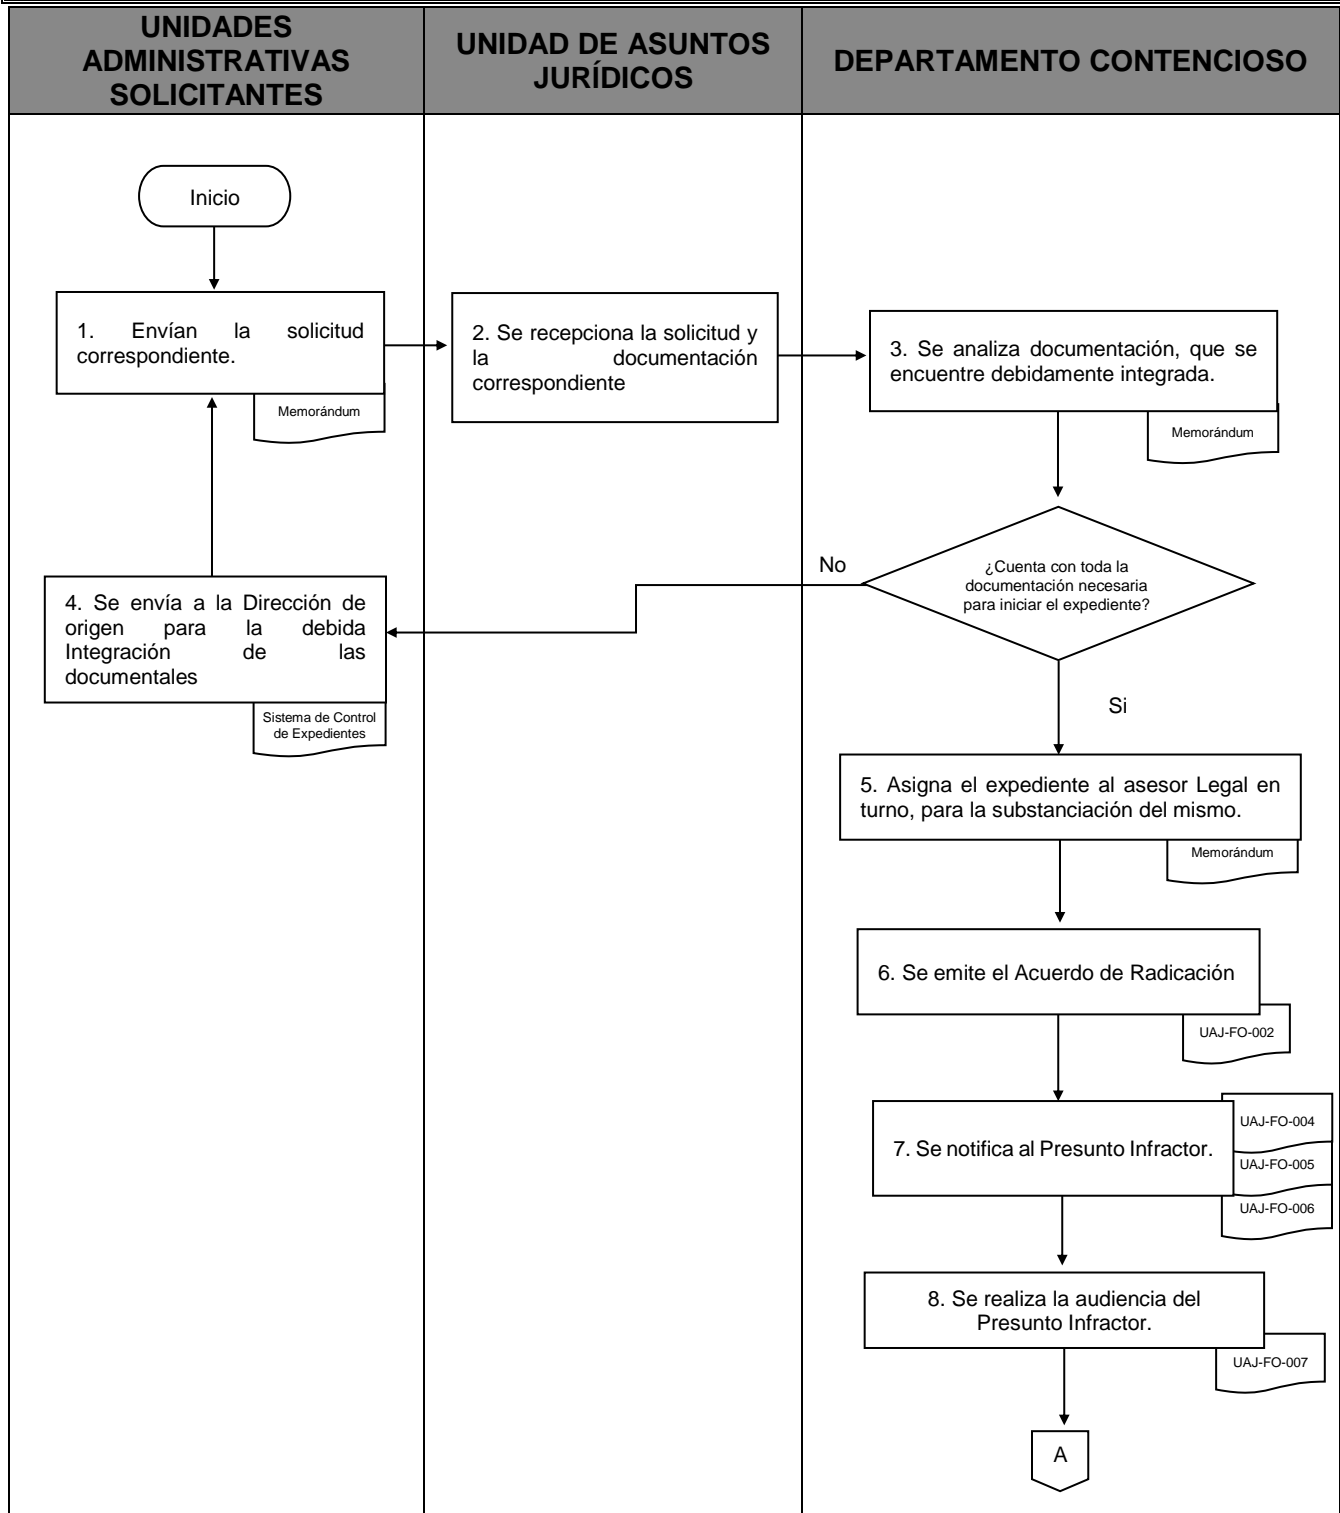 UNIDADES
ADMINISTRATIVAS
SOLICITANTES
UNIDAD DE ASUNTOS
JURÍDICOS
DEPARTAMENTO CONTENCIOSO
Inicio
1. Envían la solicitud
correspondiente.
Memorándum
2. Se recepciona la solicitud y
la documentación
correspondiente
3. Se analiza documentación, que se
encuentre debidamente integrada.
Memorándum
¿Cuenta con toda la
documentación necesaria
para iniciar el expediente?
No
4. Se envía a la Dirección de
origen para la debida
Integración de las
documentales
Sistema de Control
de Expedientes
Si
5. Asigna el expediente al asesor Legal en
turno, para la substanciación del mismo.
Memorándum
6. Se emite el Acuerdo de Radicación
UAJ-FO-002
7. Se notifica al Presunto Infractor.
UAJ-FO-004
UAJ-FO-005
UAJ-FO-006
8. Se realiza la audiencia del
Presunto Infractor.
UAJ-FO-007
A